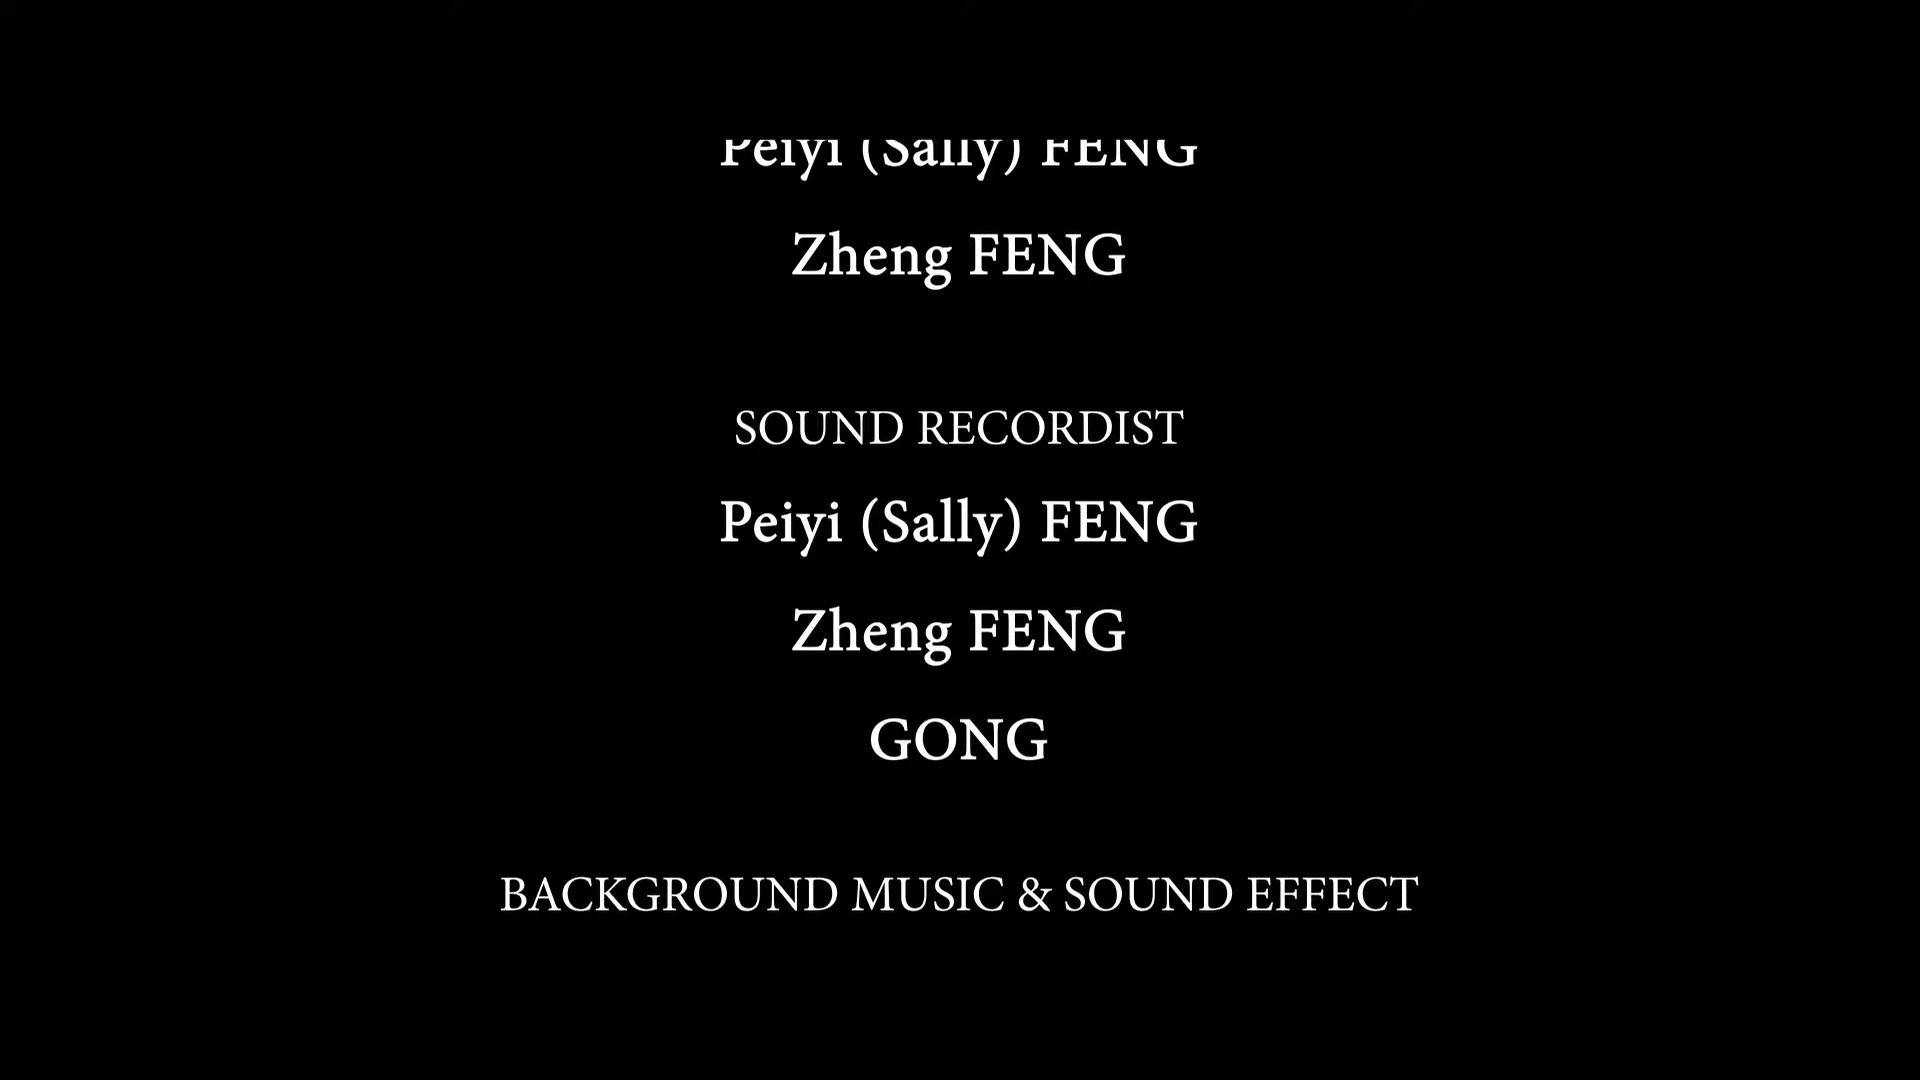 Peiyi (Sally) FENG
Zheng FENG
SOUND RECORDIST
Peiyi (Sally) FENG
Zheng FENG
GONG
BACKGROUND MUSIC & SOUND EFFECT